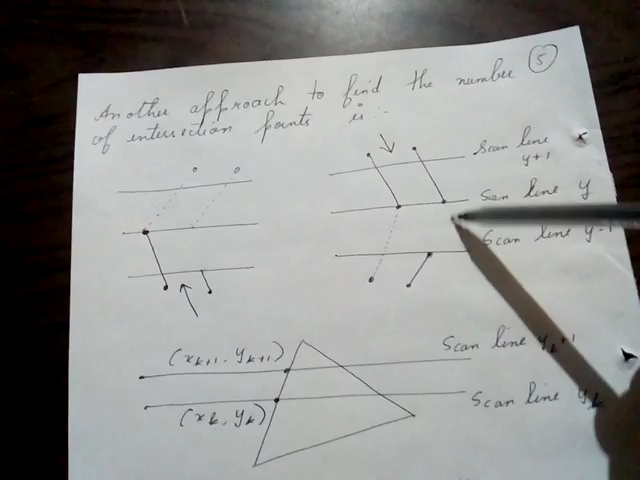 5
Another approach to find the number
of intersection points is :-
Scan line
y+1
Scan line y
Scan line y-1
(xk+1, yk+1)
Scan line yk+1
(xk, yk)
Scan line yk